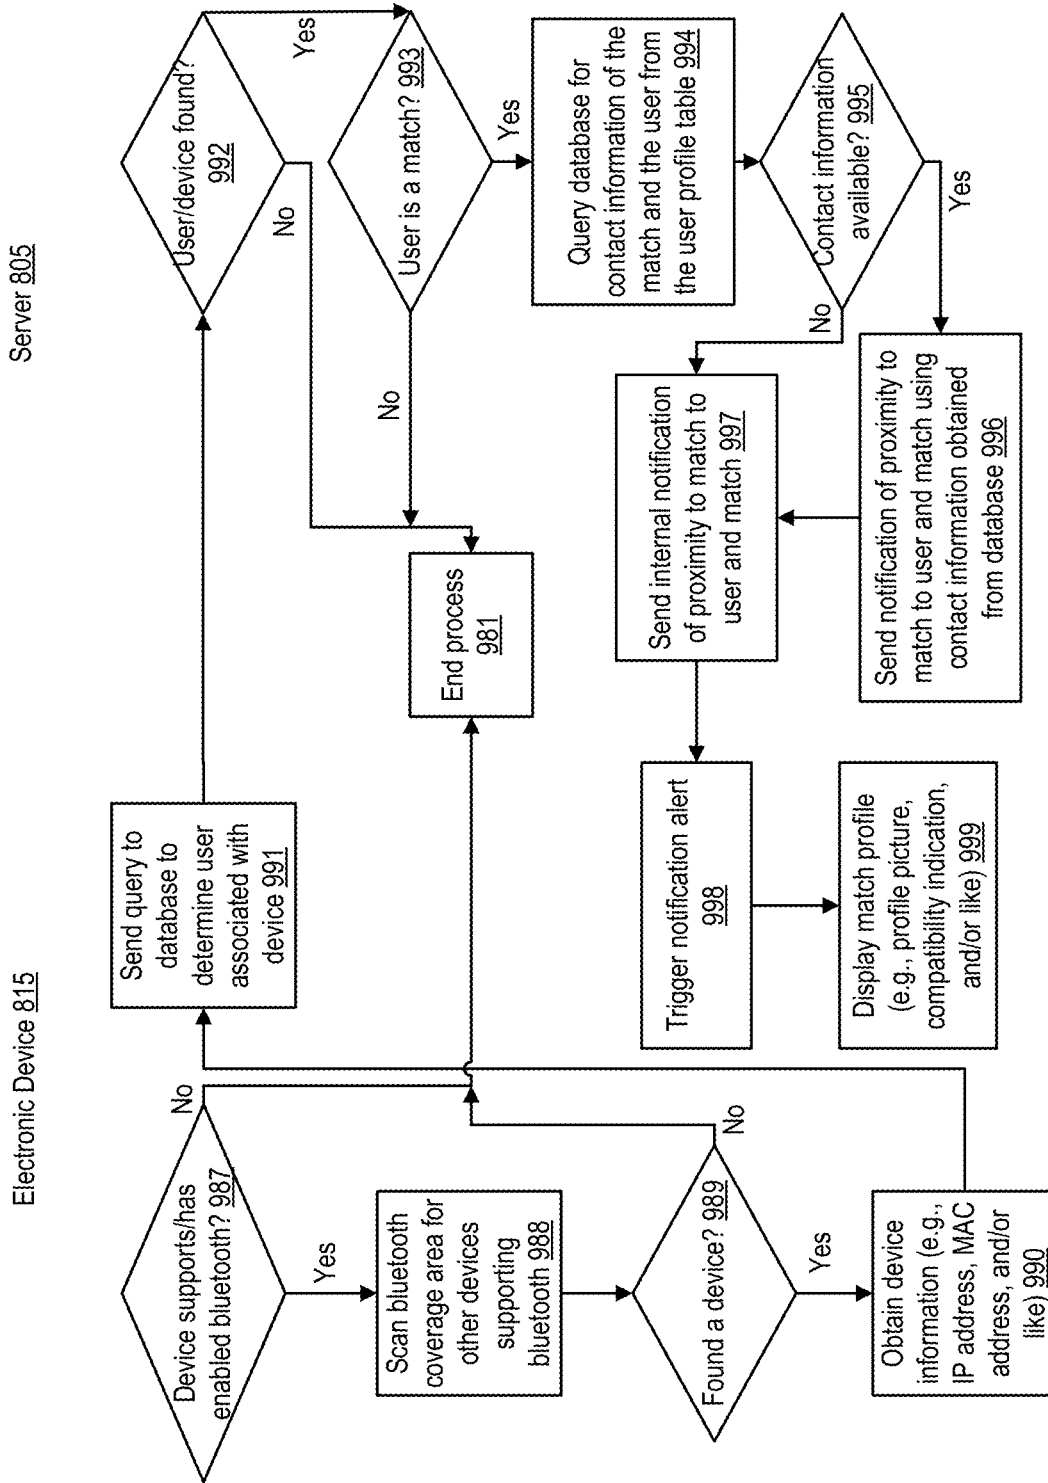 Electronic Device 815
Server 805
Device supports/has
enabled bluetooth? 987
No
Yes
Scan bluetooth
coverage area for
other devices
supporting
bluetooth 988
Found a device? 989
No
Yes
Obtain device
information (e.g.,
IP address, MAC
address, and/or
like) 990
Send query to
database to
determine user
associated with
device 991
User/device found?
992
Yes
No
User is a match? 993
No
Yes
End process
981
Query database for
contact information of the
match and the user from
the user profile table 994
Contact information
available? 995
No
Yes
Send notification of proximity to
match to user and match using
contact information obtained
from database 996
Send internal notification
of proximity to match to
user and match 997
Trigger notification alert
998
Display match profile
(e.g., profile picture,
compatibility indication,
and/or like) 999